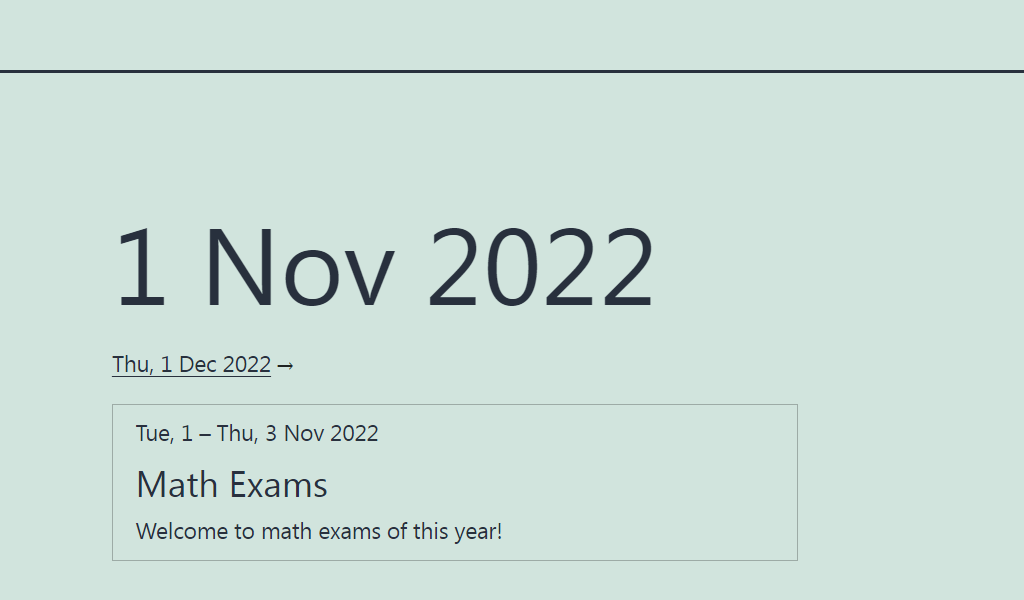 1 Nov 2022
Thu, 1 Dec 2022 →
Tue, 1 – Thu, 3 Nov 2022
Math Exams
Welcome to math exams of this year!